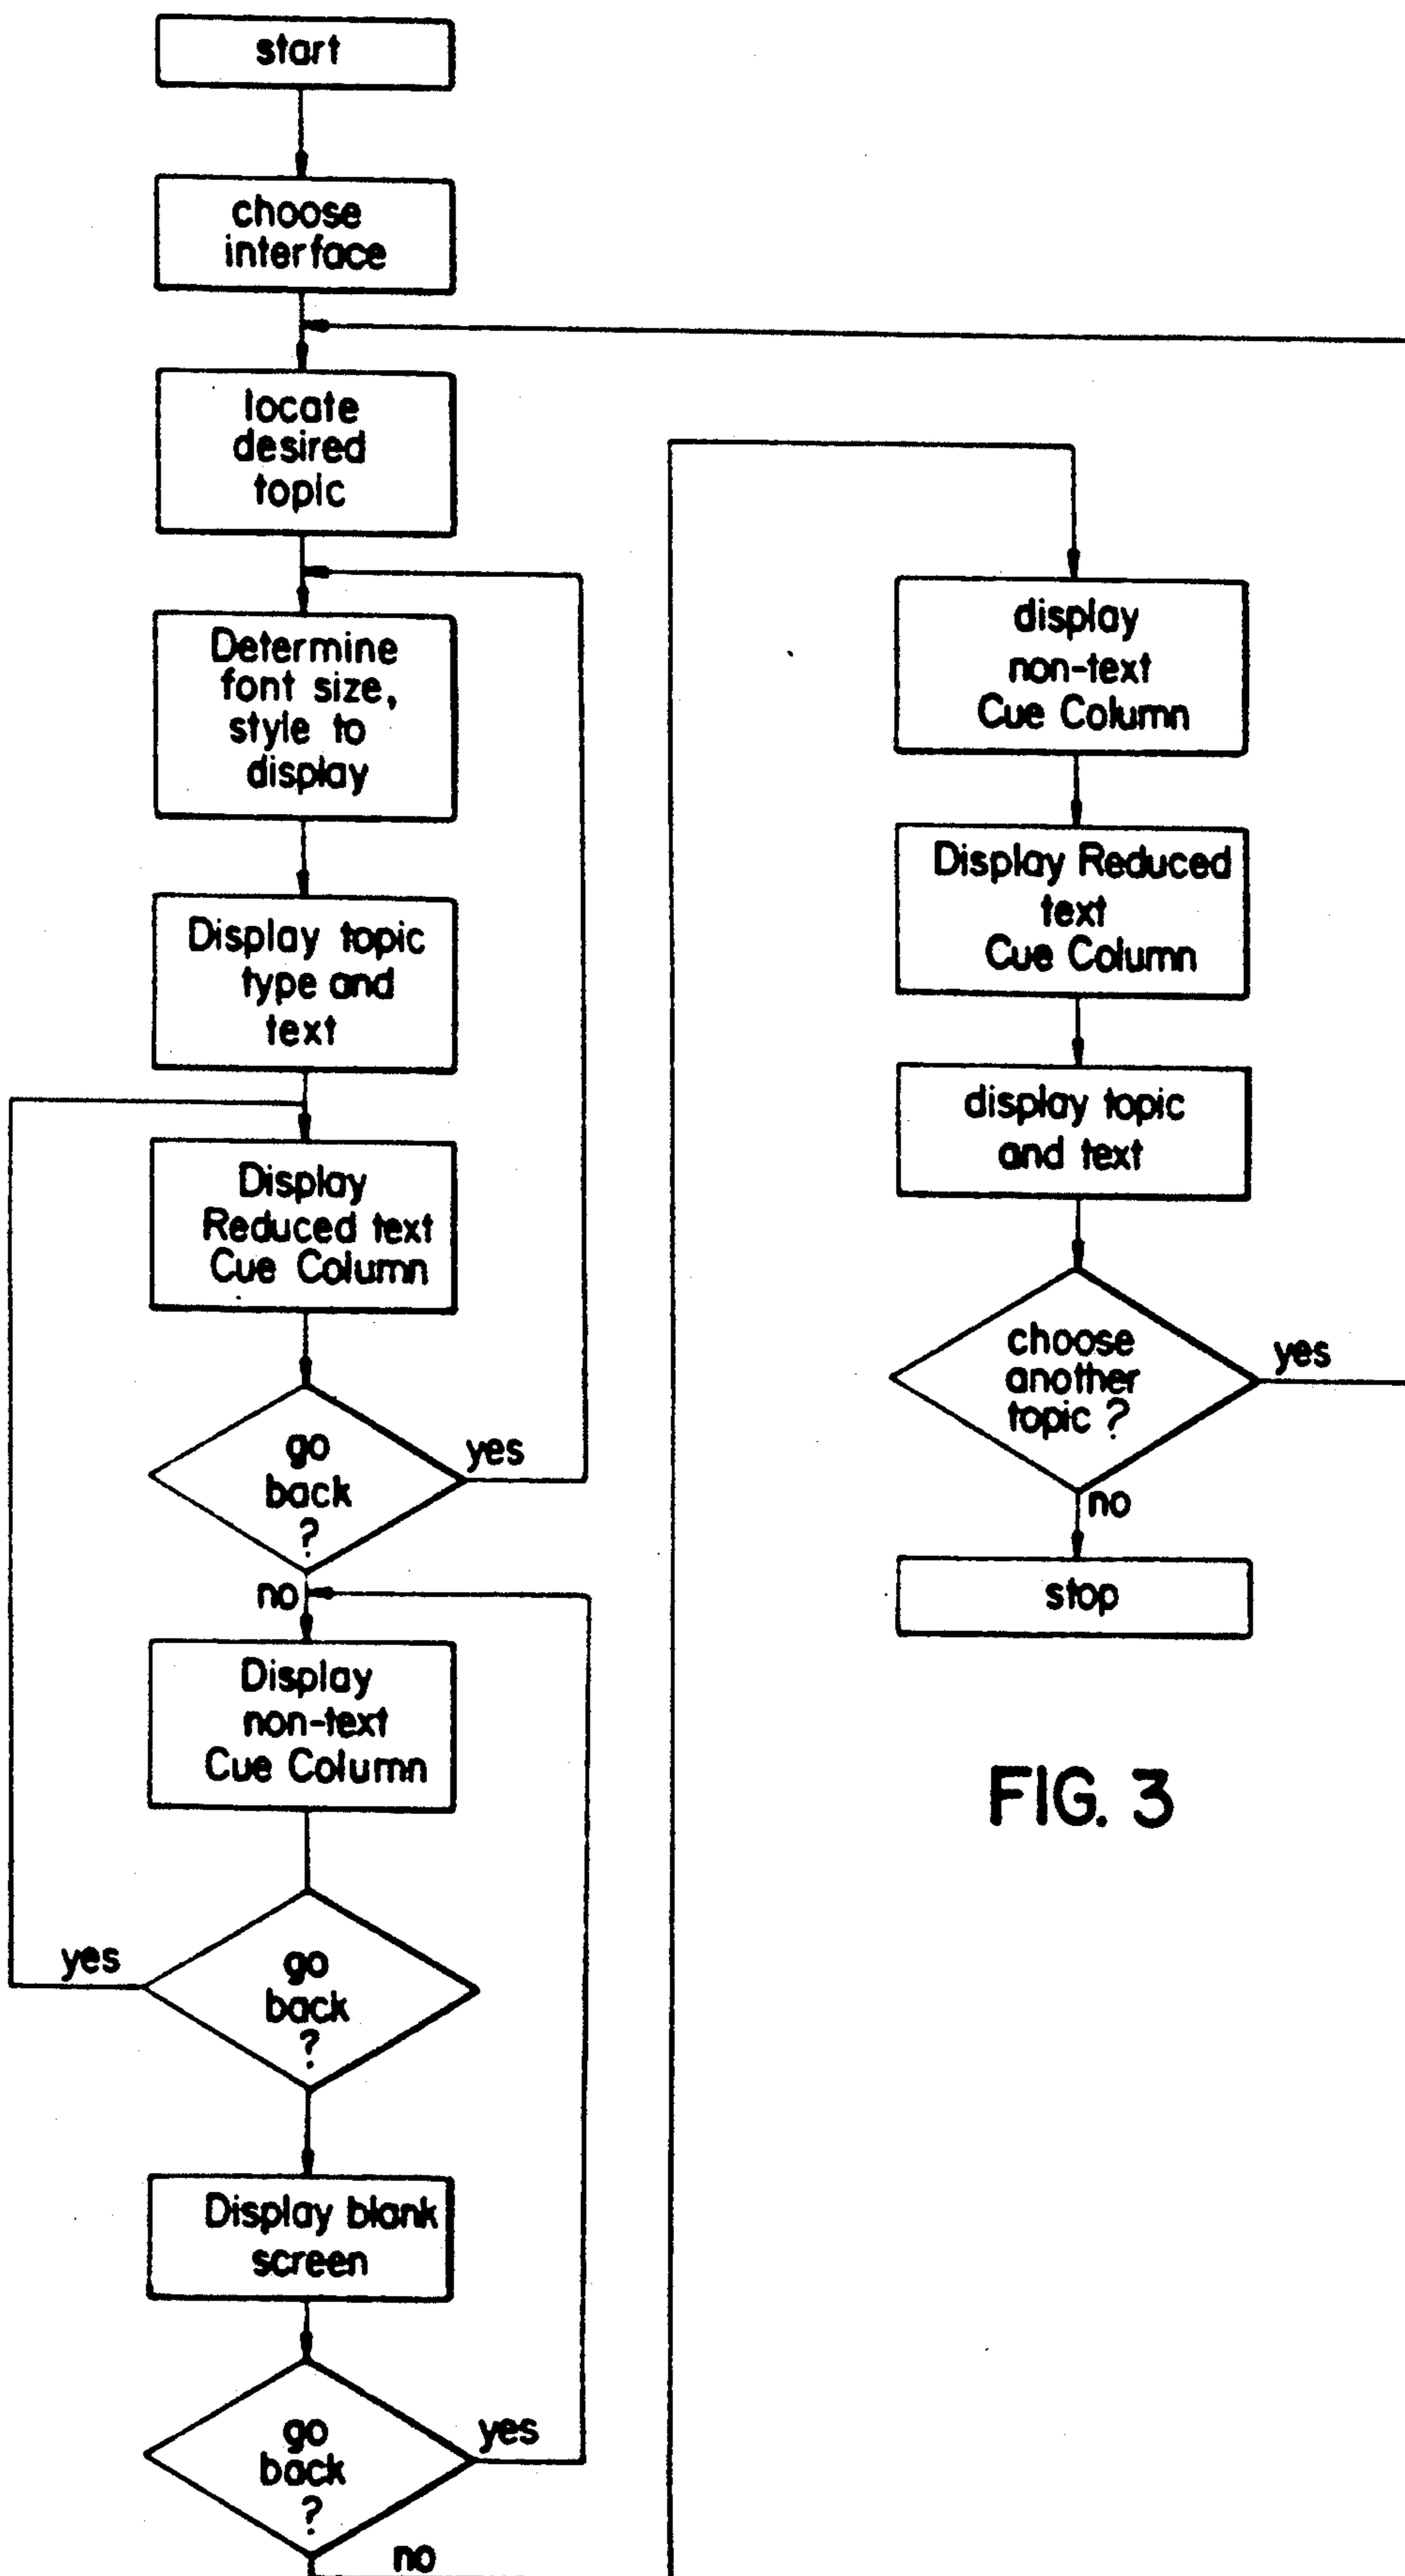 start
choose
interface
locate
desired
topic
Determine
font size,
style to
display
Display topic
type and
text
Display
Reduced text
Cue Column
go
back
?
yes
no
Display
non-text
Cue Column
go
back
?
yes
Display blank
screen
go
back
?
yes
no
display
non-text
Cue Column
Display Reduced
text
Cue Column
display topic
and text
choose
another
topic ?
yes
no
stop
FIG. 3